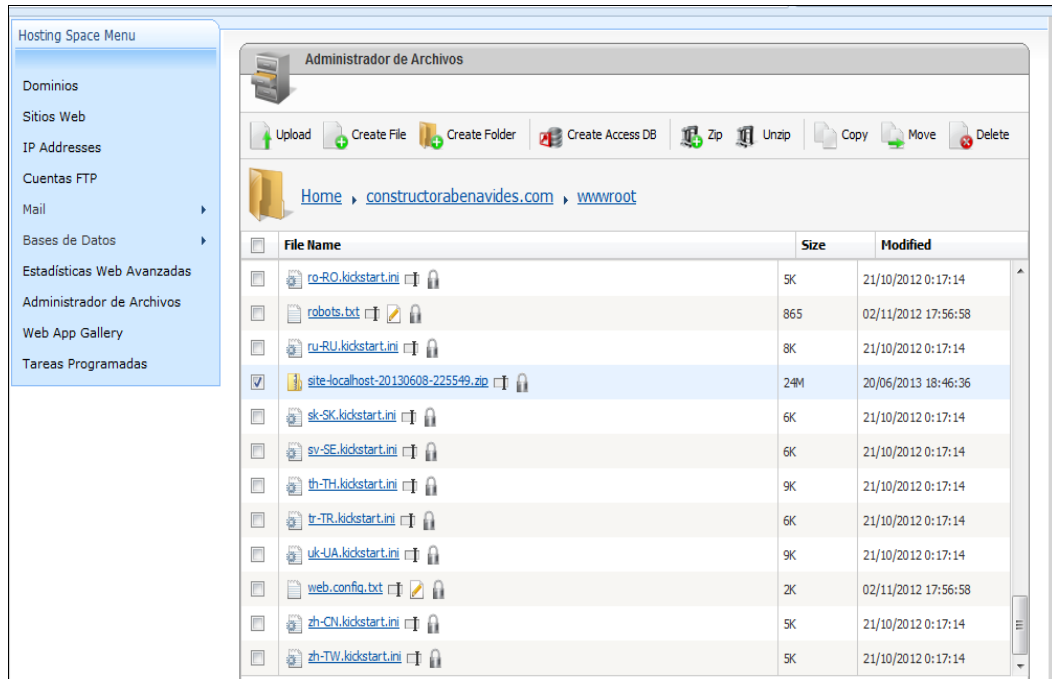 Hosting Space Menu
Dominios
Sitios Web
IP Addresses
Cuentas FTP
Mail
Bases de Datos
Estadísticas Web Avanzadas
Administrador de Archivos
Web App Gallery
Tareas Programadas
Administrador de Archivos
Upload Create File Create Folder Create Access DB Zip Unzip Copy Move Delete
Home constructorabenavides.com wwwroot
File Name Size Modified
ro-RO.kickstart.ini 5K 21/10/2012 0:17:14
robots.txt 865 02/11/2012 17:56:58
ru-RU.kickstart.ini 8K 21/10/2012 0:17:14
site-localhost-20130608-225549.zip 24M 20/06/2013 18:46:36
sk-SK.kickstart.ini 6K 21/10/2012 0:17:14
sv-SE.kickstart.ini 6K 21/10/2012 0:17:14
th-TH.kickstart.ini 9K 21/10/2012 0:17:14
tr-TR.kickstart.ini 6K 21/10/2012 0:17:14
uk-UA.kickstart.ini 9K 21/10/2012 0:17:14
web.config.txt 2K 02/11/2012 17:56:58
zh-CN.kickstart.ini 5K 21/10/2012 0:17:14
zh-TW.kickstart.ini 5K 21/10/2012 0:17:14